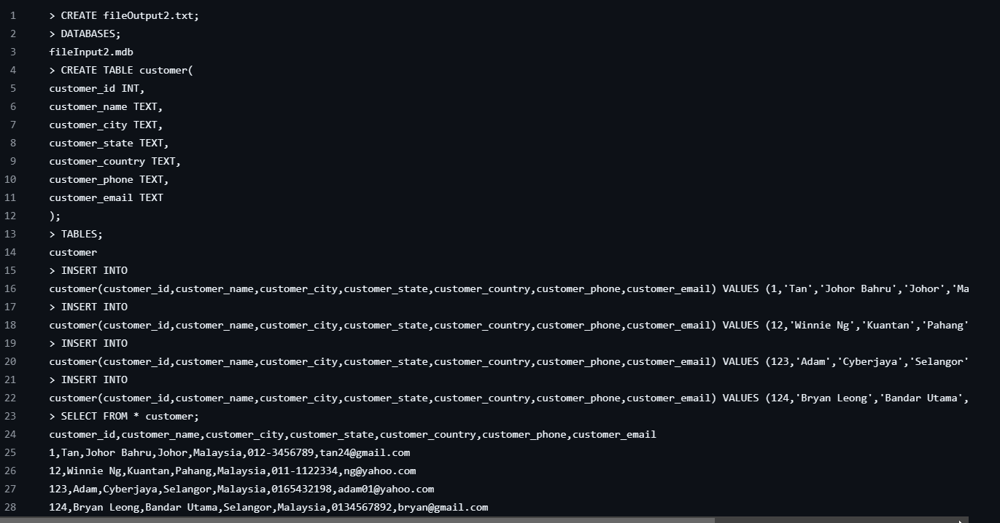 1 > CREATE fileOutput2.txt;
2 > DATABASES;
3 fileInput2.mdb
4 > CREATE TABLE customer(
5 customer_id INT,
6 customer_name TEXT,
7 customer_city TEXT,
8 customer_state TEXT,
9 customer_country TEXT,
10 customer_phone TEXT,
11 customer_email TEXT
12 );
13 > TABLES;
14 customer
15 > INSERT INTO
16 customer(customer_id,customer_name,customer_city,customer_state,customer_country,customer_phone,customer_email) VALUES (1,'Tan','Johor Bahru','Johor','Ma
17 > INSERT INTO
18 customer(customer_id,customer_name,customer_city,customer_state,customer_country,customer_phone,customer_email) VALUES (12,'Winnie Ng','Kuantan','Pahang'
19 > INSERT INTO
20 customer(customer_id,customer_name,customer_city,customer_state,customer_country,customer_phone,customer_email) VALUES (123,'Adam','Cyberjaya','Selangor'
21 > INSERT INTO
22 customer(customer_id,customer_name,customer_city,customer_state,customer_country,customer_phone,customer_email) VALUES (124,'Bryan Leong','Bandar Utama',
23 > SELECT FROM * customer;
24 customer_id,customer_name,customer_city,customer_state,customer_country,customer_phone,customer_email
25 1,Tan,Johor Bahru,Johor,Malaysia,012-3456789,tan24@gmail.com
26 12,Winnie Ng,Kuantan,Pahang,Malaysia,011-1122334,ng@yahoo.com
27 123,Adam,Cyberjaya,Selangor,Malaysia,0165432198,adam01@yahoo.com
28 124,Bryan Leong,Bandar Utama,Selangor,Malaysia,0134567892,bryan@gmail.com